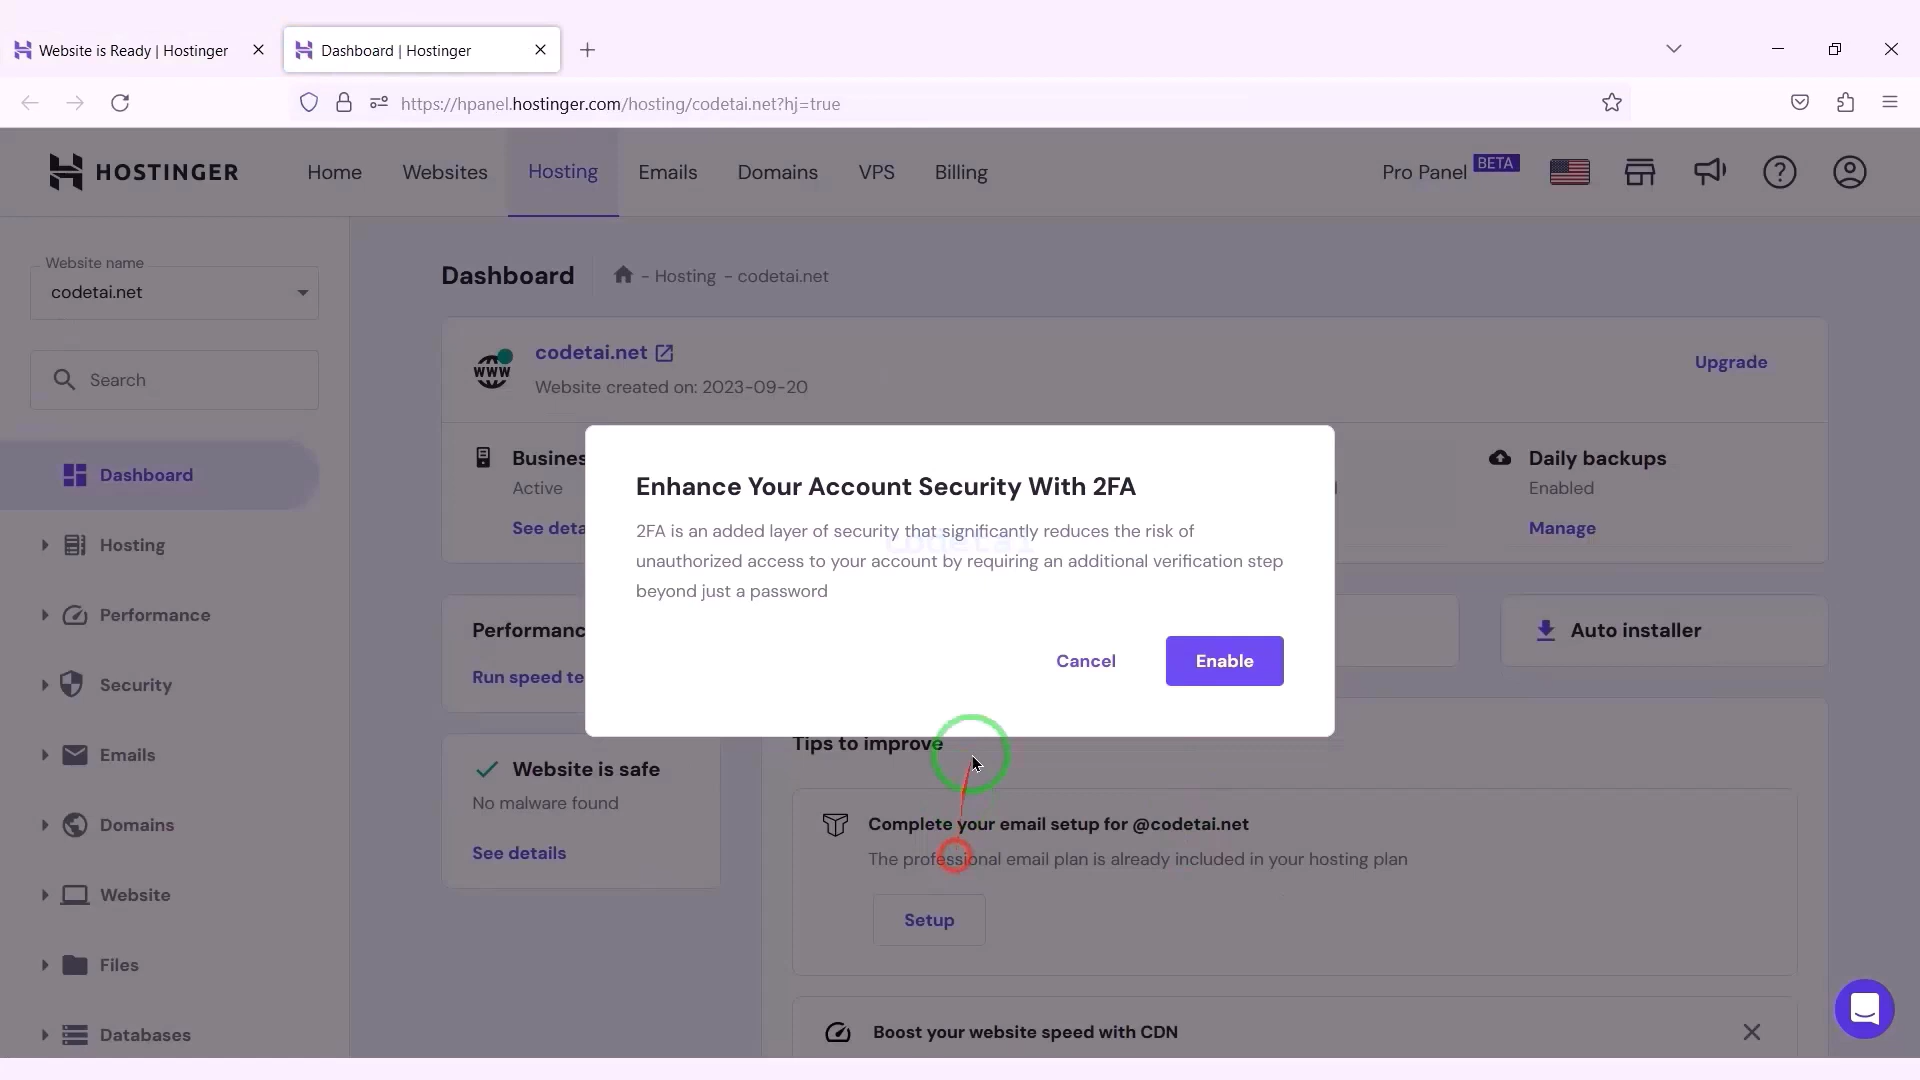 Website is Ready | Hostinger
Dashboard | Hostinger
https://hpanel.hostinger.com/hosting/codetai.net?hj=true
HOSTINGER
Home
Websites
Hosting
Emails
Domains
VPS
Billing
Pro Panel BETA
Website name
codetai.net
Search
Dashboard
Hosting
Performance
Security
Emails
Domains
Website
Files
Databases
Dashboard
- Hosting - codetai.net
codetai.net
Website created on: 2023-09-20
Upgrade
WWW
Busines
Active
See deta
Daily backups
Enabled
Manage
Enhance Your Account Security With 2FA
2FA is an added layer of security that significantly reduces the risk of
unauthorized access to your account by requiring an additional verification step
beyond just a password
Codetai
Cancel
Enable
Performanc
Run speed te
Auto installer
Website is safe
No malware found
See details
Tips to improve
Complete your email setup for @codetai.net
The professional email plan is already included in your hosting plan
Setup
Boost your website speed with CDN